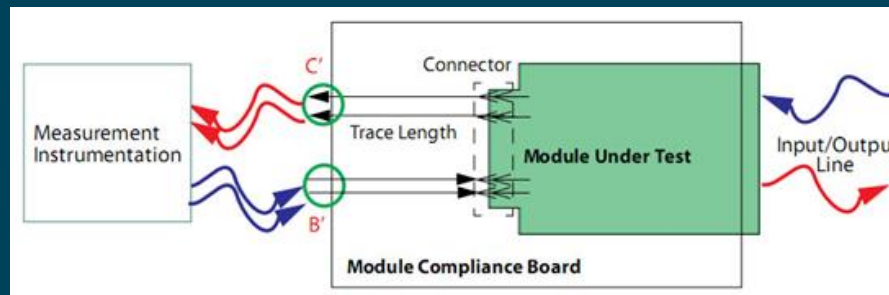 C'
Connector
Measurement
Instrumentation
Trace Length
Module Under Test
Input/Output
Line
B'
Module Compliance Board